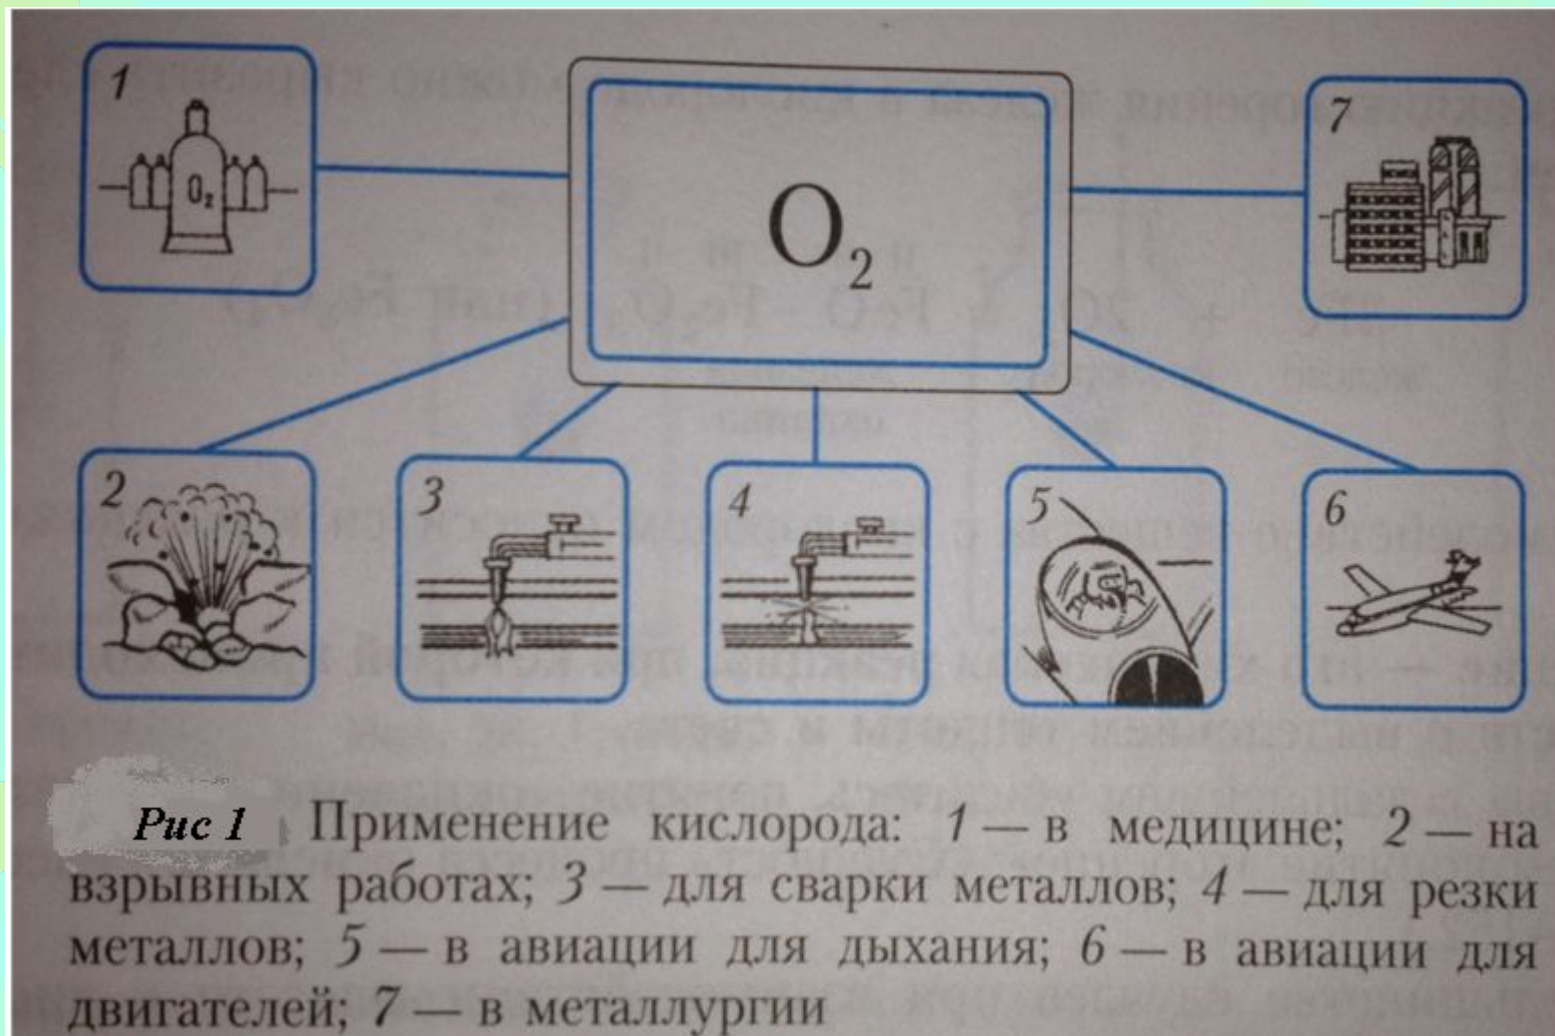 1
O₂
O₂
7
2
3
4
5
6
Рис 1 Применение кислорода: 1 — в медицине; 2 — на
взрывных работах; 3 — для сварки металлов; 4 — для резки
металлов; 5 — в авиации для дыхания; 6 — в авиации для
двигателей; 7 — в металлургии